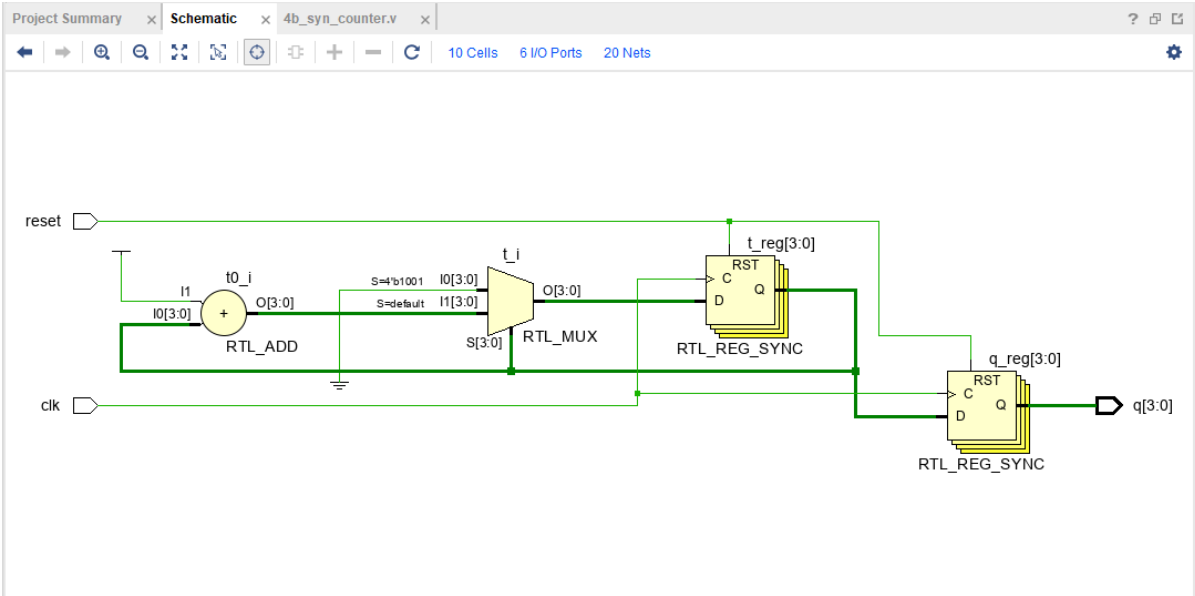 Project Summary × Schematic × 4b_syn_counter.v × ?
10 Cells 6 I/O Ports 20 Nets
reset
t_reg[3:0]
RST
C
D
Q
RTL_REG_SYNC
t_i
S=4'b1001 I0[3:0]
S=default I1[3:0]
O[3:0]
S[3:0]
RTL_MUX
t0_i
I1
I0[3:0]
+
O[3:0]
RTL_ADD
q_reg[3:0]
RST
C
D
Q
RTL_REG_SYNC
clk
q[3:0]